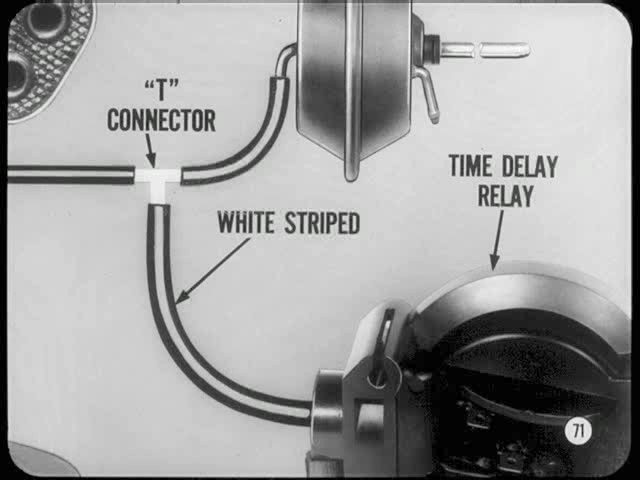 “T”
CONNECTOR
TIME DELAY
RELAY
WHITE STRIPED
71